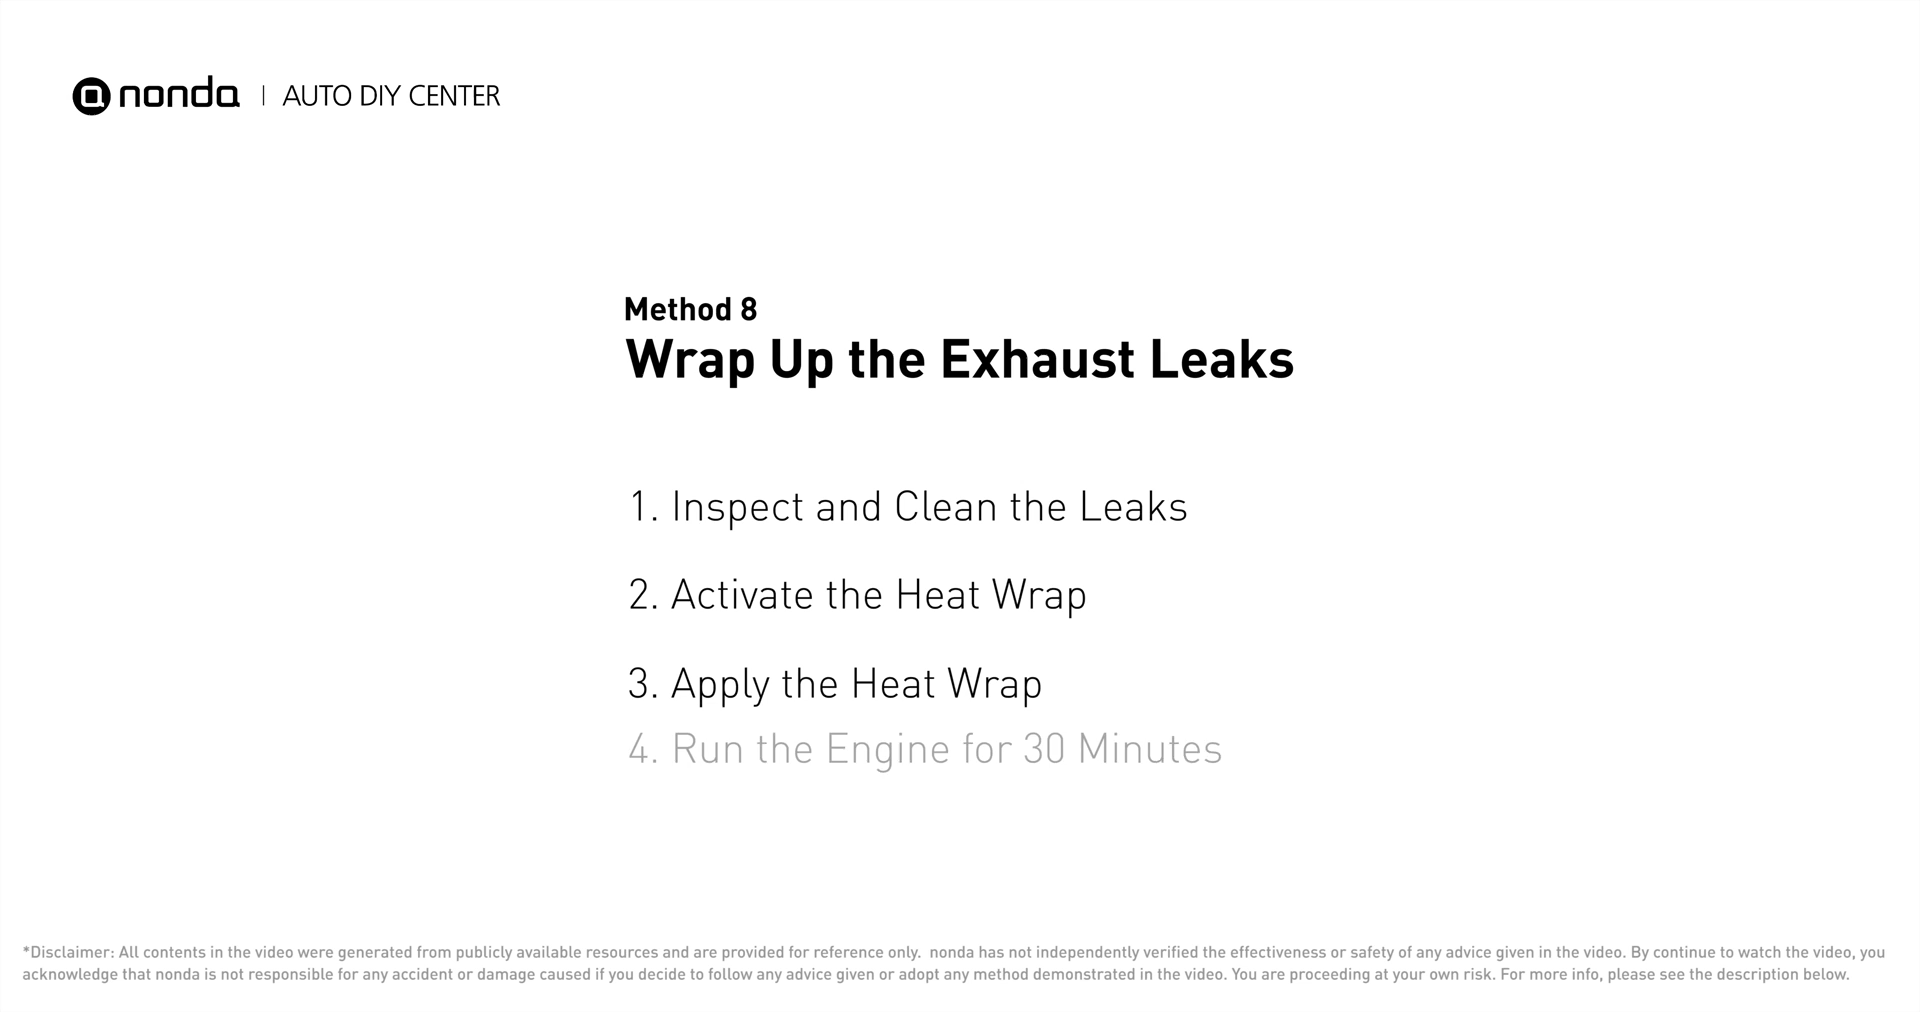 nonda | AUTO DIY CENTER
Method 8
Wrap Up the Exhaust Leaks
1. Inspect and Clean the Leaks
2. Activate the Heat Wrap
3. Apply the Heat Wrap
4. Run the Engine for 30 Minutes
*Disclaimer: All contents in the video were generated from publicly available resources and are provided for reference only. nonda has not independently verified the effectiveness or safety of any advice given in the video. By continue to watch the video, you
acknowledge that nonda is not responsible for any accident or damage caused if you decide to follow any advice given or adopt any method demonstrated in the video. You are proceeding at your own risk. For more info, please see the description below.